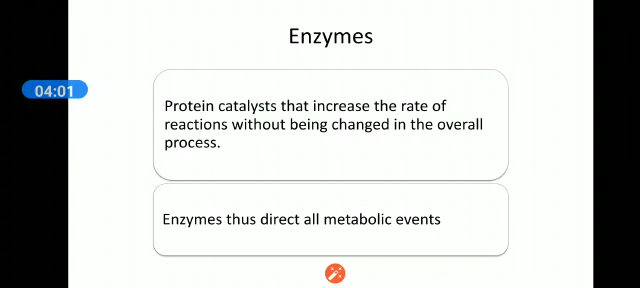 Enzymes
04:01
Protein catalysts that increase the rate of
reactions without being changed in the overall
process.
Enzymes thus direct all metabolic events